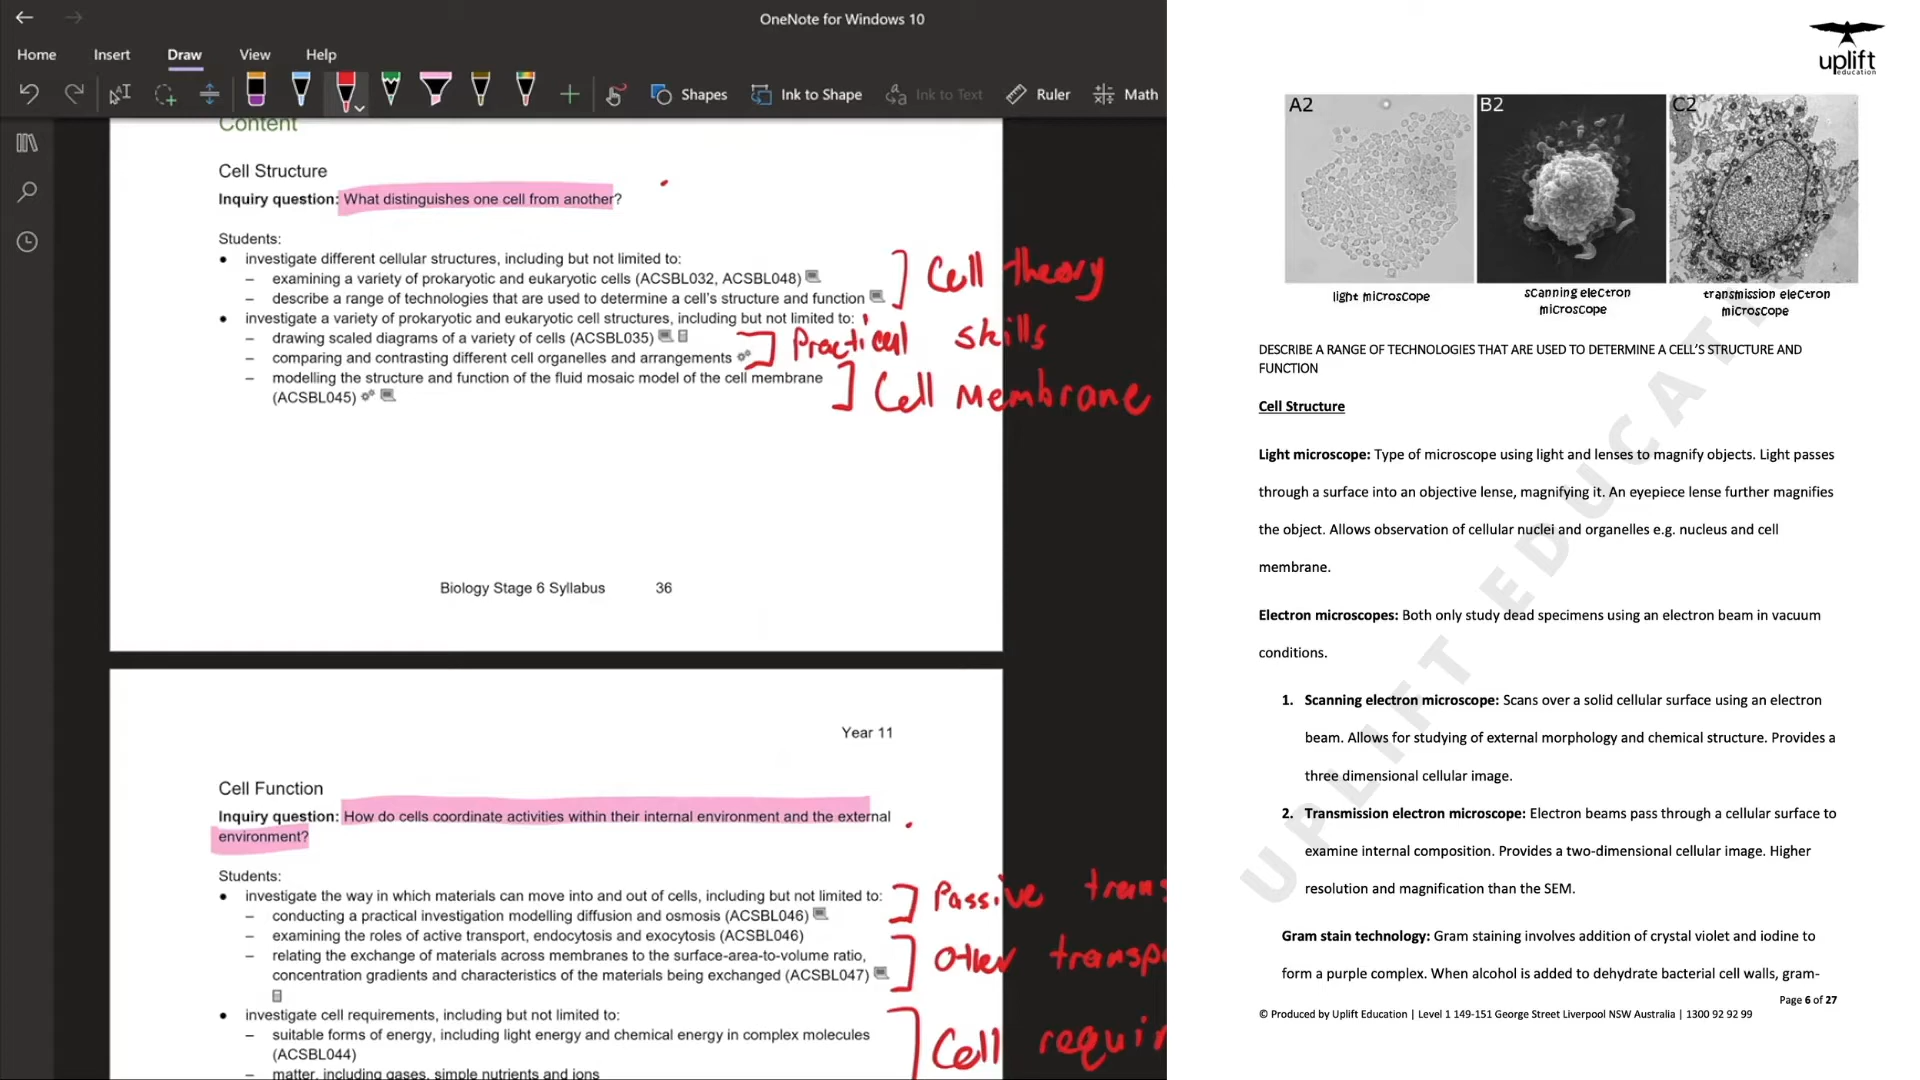 OneNote for Windows 10
Home Insert Draw View Help
Shapes Ink to Shape Ink to Text Ruler Math
Content
Cell Structure
Inquiry question: What distinguishes one cell from another?
Students:
• investigate different cellular structures, including but not limited to:
– examining a variety of prokaryotic and eukaryotic cells (ACSBL032, ACSBL048)
– describe a range of technologies that are used to determine a cell's structure and function
Cell theory
• investigate a variety of prokaryotic and eukaryotic cell structures, including but not limited to:
– drawing scaled diagrams of a variety of cells (ACSBL035)
– comparing and contrasting different cell organelles and arrangements
Practical skills
– modelling the structure and function of the fluid mosaic model of the cell membrane
(ACSBL045)
Cell Membrane
Biology Stage 6 Syllabus 36
Year 11
Cell Function
Inquiry question: How do cells coordinate activities within their internal environment and the external
environment?
Students:
• investigate the way in which materials can move into and out of cells, including but not limited to:
– conducting a practical investigation modelling diffusion and osmosis (ACSBL046)
Passive trans
– examining the roles of active transport, endocytosis and exocytosis (ACSBL046)
– relating the exchange of materials across membranes to the surface-area-to-volume ratio,
concentration gradients and characteristics of the materials being exchanged (ACSBL047)
Other transp
• investigate cell requirements, including but not limited to:
– suitable forms of energy, including light energy and chemical energy in complex molecules
(ACSBL044)
– matter, including gases, simple nutrients and ions
Cell requir
uplift
education
A2 B2 C2
light microscope
scanning electron
microscope
transmission electron
microscope
DESCRIBE A RANGE OF TECHNOLOGIES THAT ARE USED TO DETERMINE A CELL'S STRUCTURE AND
FUNCTION
Cell Structure
Light microscope: Type of microscope using light and lenses to magnify objects. Light passes
through a surface into an objective lense, magnifying it. An eyepiece lense further magnifies
the object. Allows observation of cellular nuclei and organelles e.g. nucleus and cell
membrane.
Electron microscopes: Both only study dead specimens using an electron beam in vacuum
conditions.
1. Scanning electron microscope: Scans over a solid cellular surface using an electron
beam. Allows for studying of external morphology and chemical structure. Provides a
three dimensional cellular image.
2. Transmission electron microscope: Electron beams pass through a cellular surface to
examine internal composition. Provides a two-dimensional cellular image. Higher
resolution and magnification than the SEM.
Gram stain technology: Gram staining involves addition of crystal violet and iodine to
form a purple complex. When alcohol is added to dehydrate bacterial cell walls, gram-
Page 6 of 27
© Produced by Uplift Education | Level 1 149-151 George Street Liverpool NSW Australia | 1300 92 92 99
UPLIFT EDUCATI